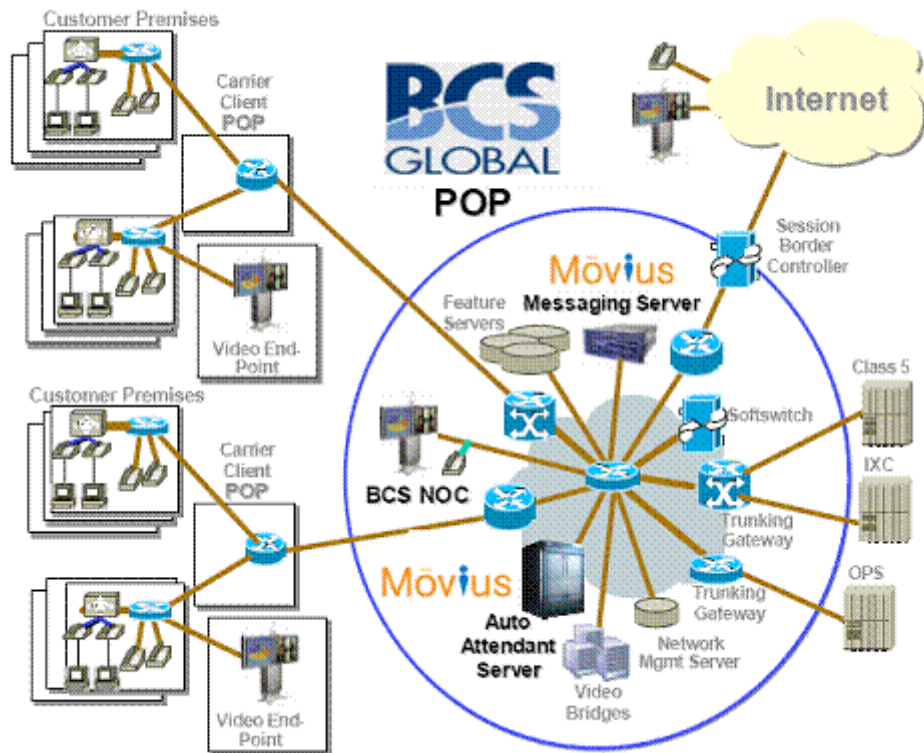 Customer Premises
Carrier
Client
POP
Video End-
Point
Customer Premises
Carrier
Client
POP
Video End-
Point
BCS
GLOBAL
POP
Internet
Session
Border
Controller
Mövius
Messaging Server
Feature
Servers
Softswitch
BCS NOC
Class 5
IXC
Trunking
Gateway
OPS
Trunking
Gateway
Mövius
Auto
Attendant
Server
Network
Mgmt Server
Video
Bridges